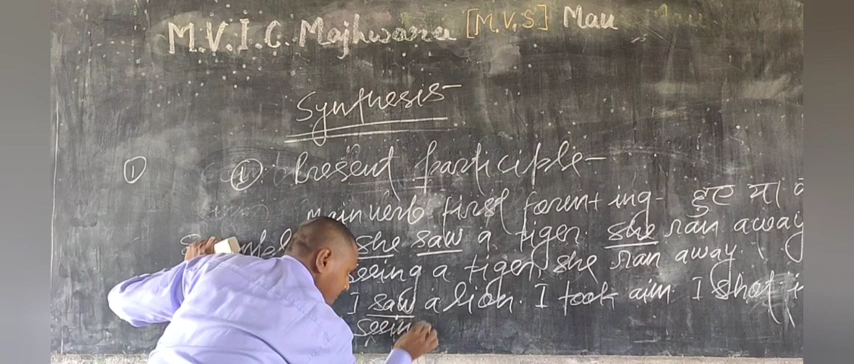 M.V.I.C. Majhwara [M.V.S] Mau
Synthesis-
① ① Present participle-
main verb first form + ing- हुए या
she saw a tiger. she ran away
seeing a tiger, she ran away.
I saw a lion. I took aim. I shot i
seein